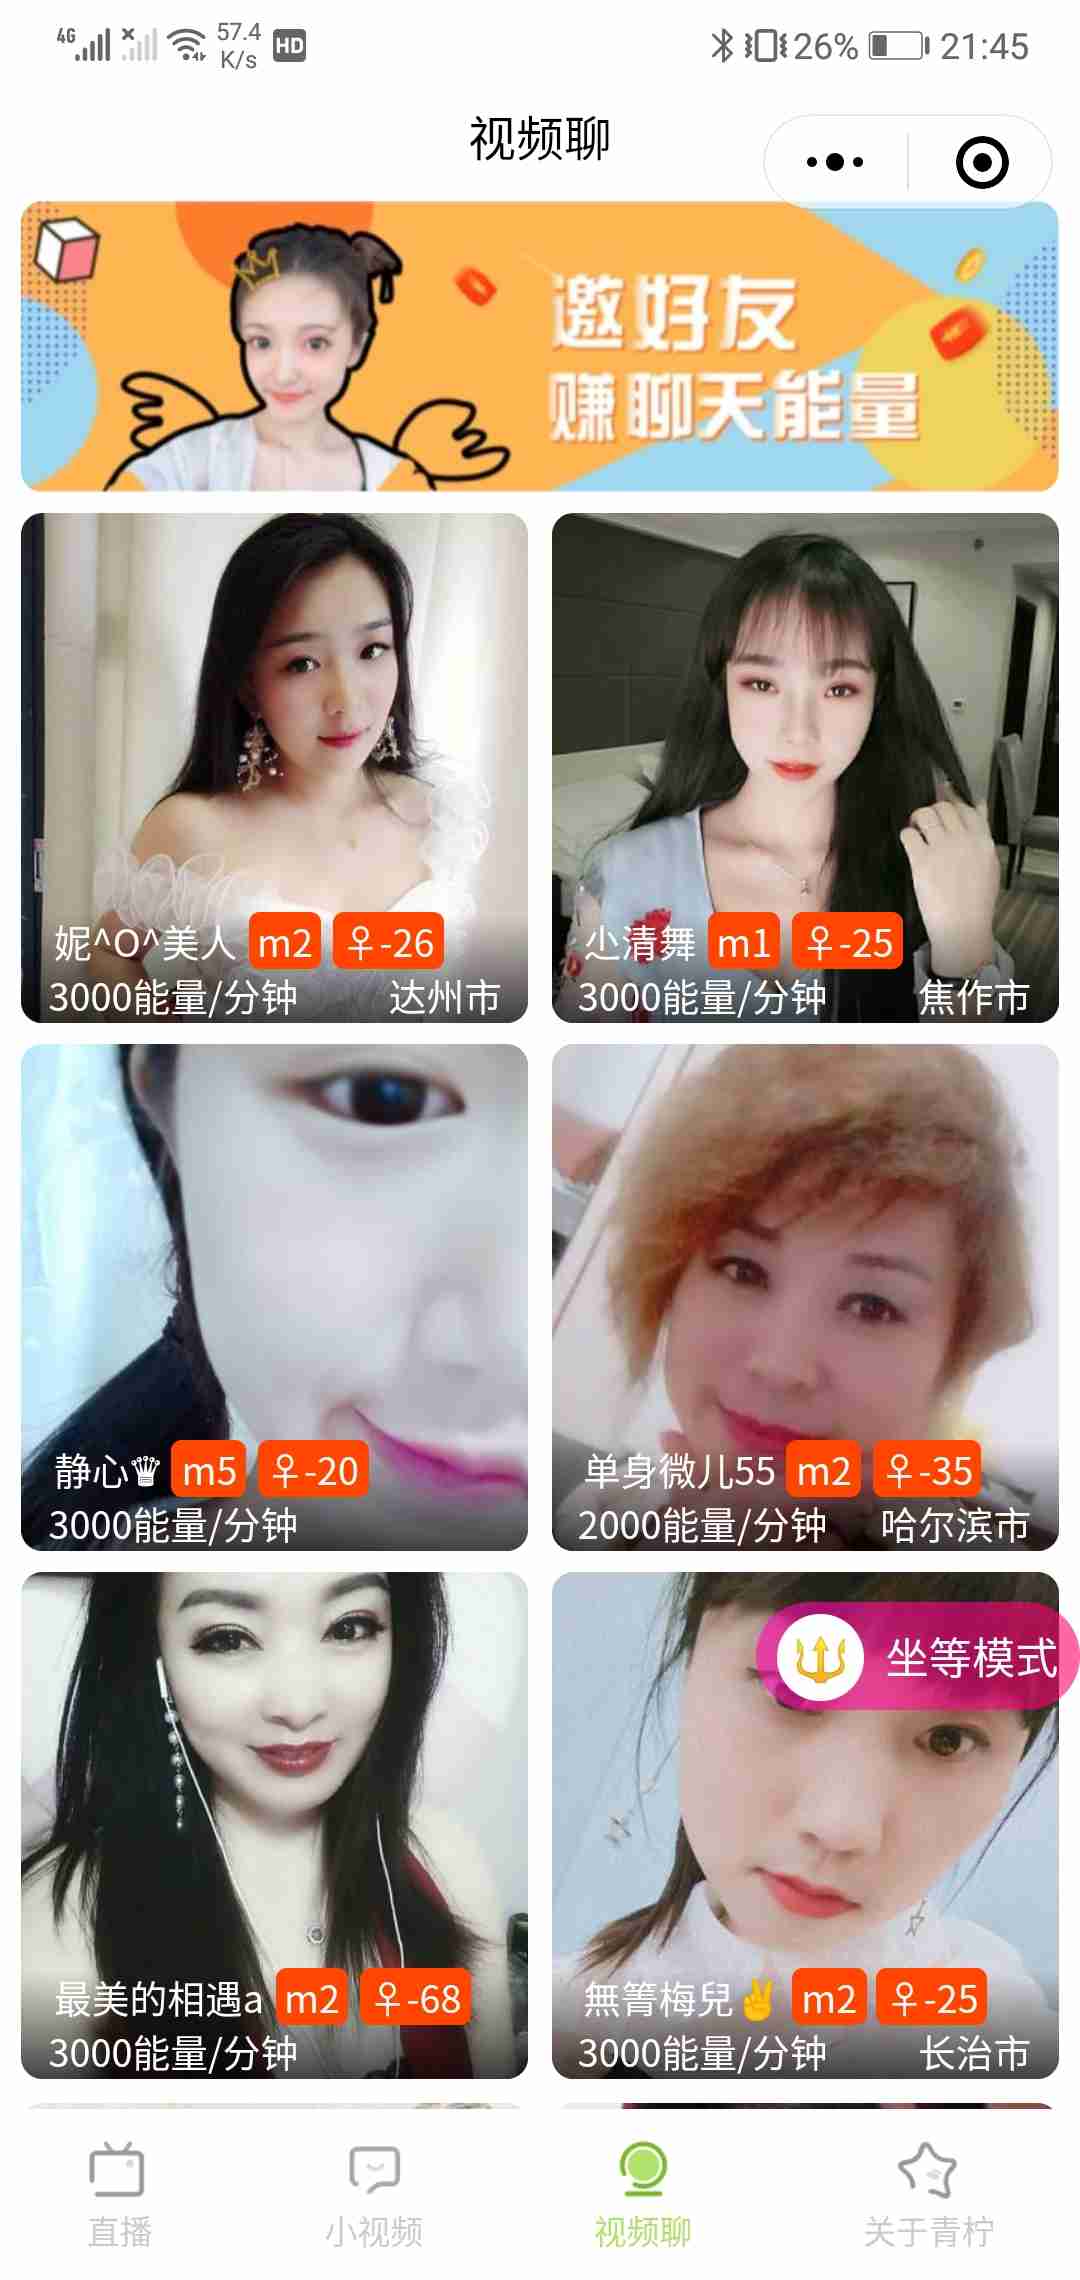 4G
57.4
K/s
HD
26%
21:45
视频聊
邀好友
赚聊天能量
妮^O^美人 m2 ♀-26
3000能量/分钟 达州市
尐清舞 m1 ♀-25
3000能量/分钟 焦作市
静心♛ m5 ♀-20
3000能量/分钟
单身微儿55 m2 ♀-35
2000能量/分钟 哈尔滨市
坐等模式
最美的相遇a m2 ♀-68
3000能量/分钟
無箐梅兒✌ m2 ♀-25
3000能量/分钟 长治市
直播
小视频
视频聊
关于青柠